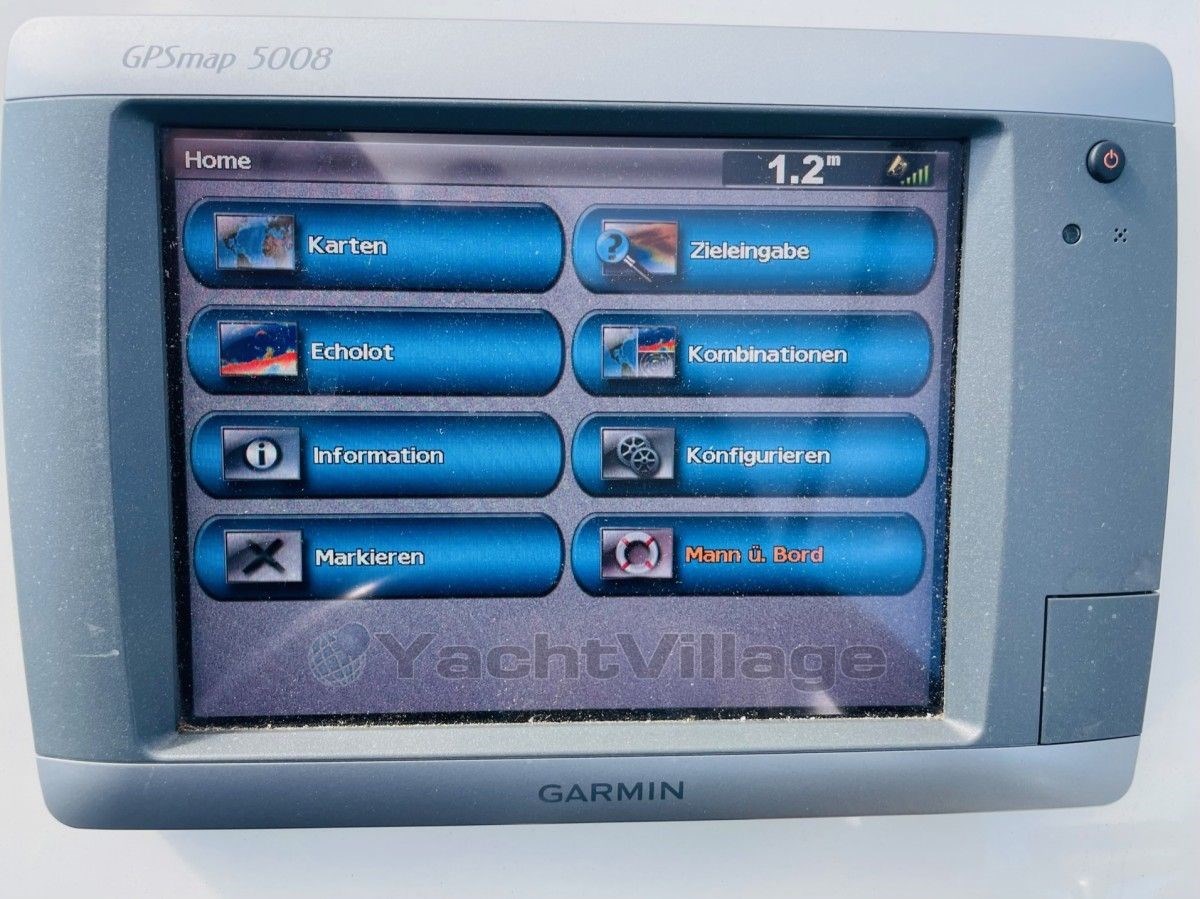 GPSmap 5008
Home
1.2m
Karten
Zieleingabe
Echolot
Kombinationen
Information
Konfigurieren
Markieren
Mann ü. Bord
YachtVillage
GARMIN